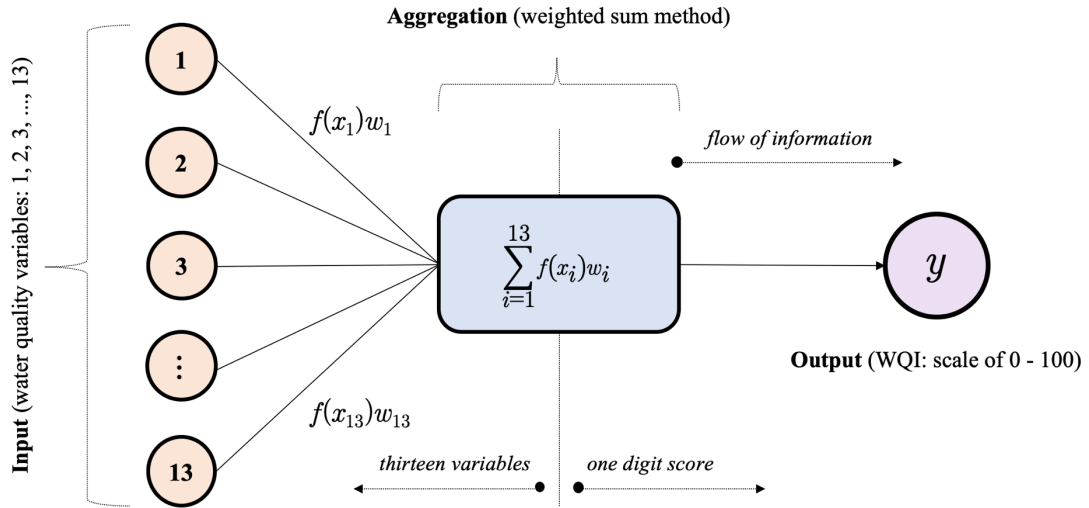 Aggregation (weighted sum method)
Input (water quality variables: 1, 2, 3, ..., 13)
1
2
3
⋮
13
f(x₁)w₁
f(x₁₃)w₁₃
13
∑ f(xᵢ)wᵢ
i=1
flow of information
y
Output (WQI: scale of 0 - 100)
thirteen variables
one digit score